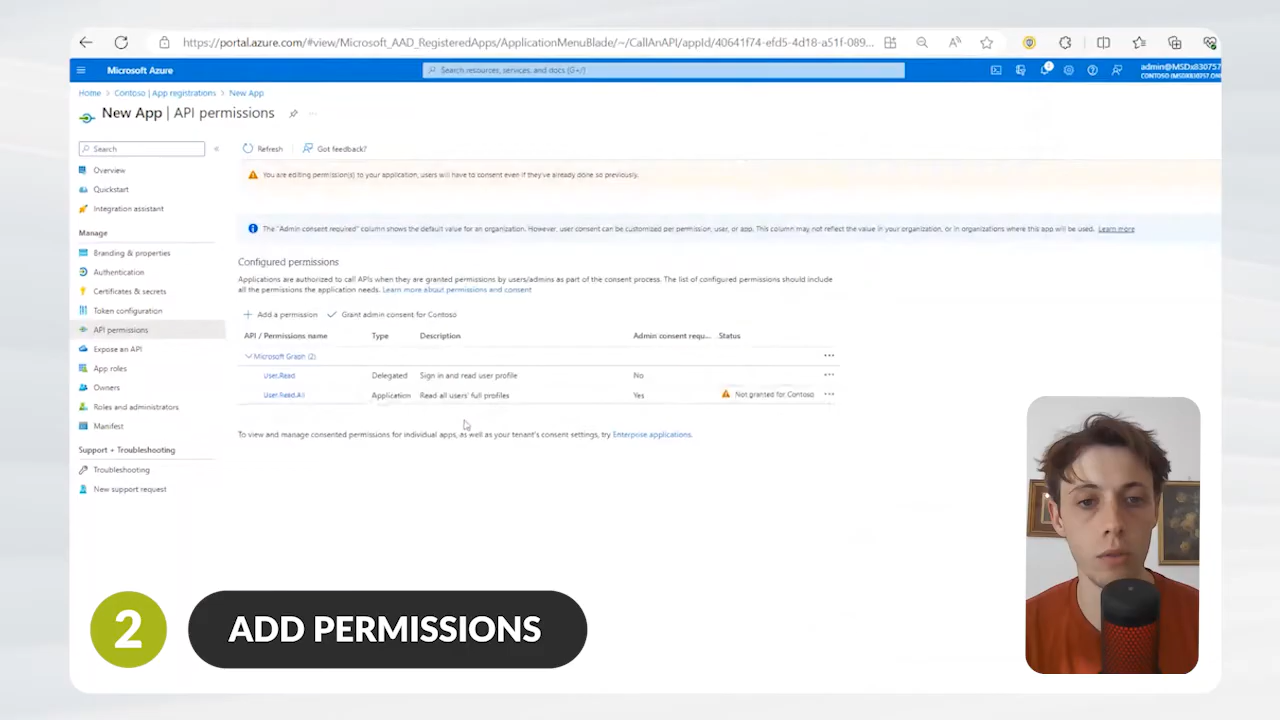 https://portal.azure.com/#view/Microsoft_AAD_RegisteredApps/ApplicationMenuBlade/~/CallAnAPI/appId/40641f74-efd5-4d18-a51f-089...
Microsoft Azure
Search resources, services, and docs (G+/)
admin@MSDx830757
CONTOSO (MSDX830757.ON
Home > Contoso | App registrations > New App
New App | API permissions
Search
Refresh
Got feedback?
Overview
Quickstart
Integration assistant
Manage
Branding & properties
Authentication
Certificates & secrets
Token configuration
API permissions
Expose an API
App roles
Owners
Roles and administrators
Manifest
Support + Troubleshooting
Troubleshooting
New support request
You are editing permission(s) to your application, users will have to consent even if they've already done so previously.
The "Admin consent required" column shows the default value for an organization. However, user consent can be customized per permission, user, or app. This column may not reflect the value in your organization, or in organizations where this app will be used. Learn more
Configured permissions
Applications are authorized to call APIs when they are granted permissions by users/admins as part of the consent process. The list of configured permissions should include
all the permissions the application needs. Learn more about permissions and consent
Add a permission
Grant admin consent for Contoso
API / Permissions name Type Description Admin consent requ... Status
Microsoft Graph (2)
User.Read Delegated Sign in and read user profile No
User.Read.All Application Read all users' full profiles Yes Not granted for Contoso
To view and manage consented permissions for individual apps, as well as your tenant's consent settings, try Enterprise applications.
2 ADD PERMISSIONS